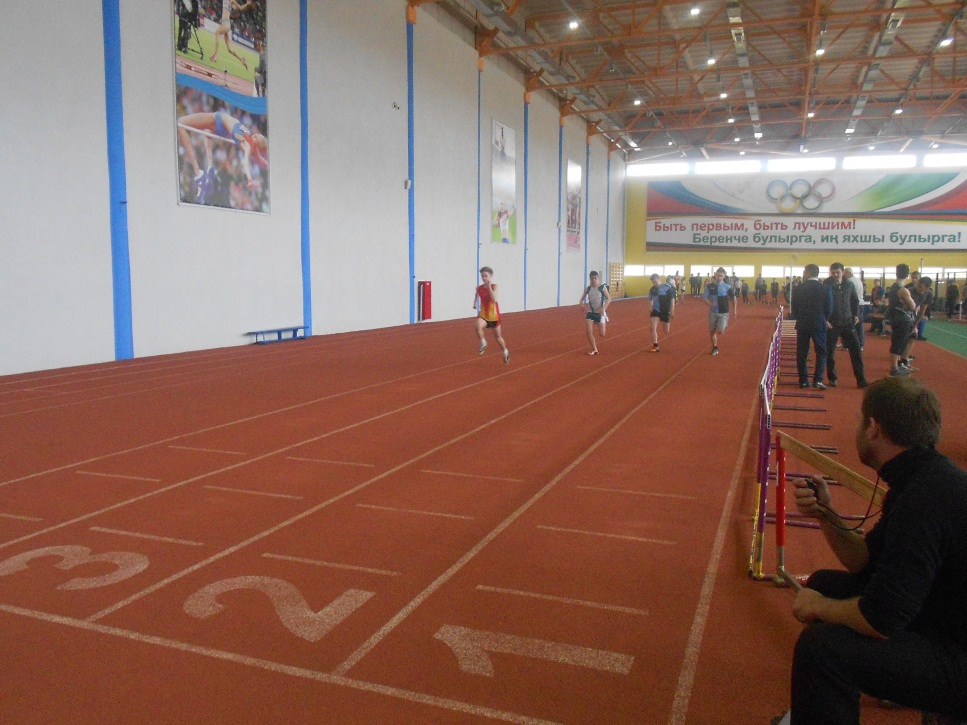 Быть первым, быть лучшим!
Беренче булырга, иң яхшы булырга!
3 2 1